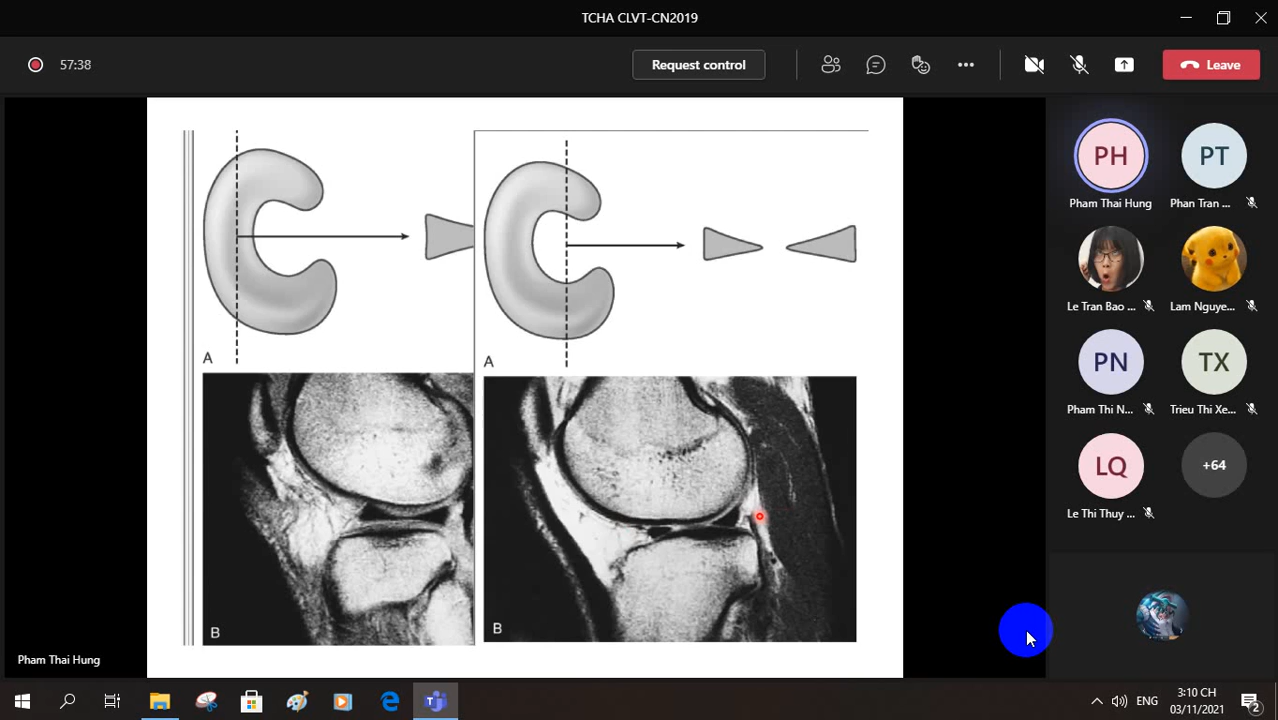 TCHA CLVT-CN2019
57:38
Request control
Leave
A
A
B
B
PH
Pham Thai Hung
PT
Phan Tran ...
Le Tran Bao ...
Lam Nguye...
PN
Pham Thi N...
TX
Trieu Thi Xe...
LQ
Le Thi Thuy ...
+64
Pham Thai Hung
ENG
3:10 CH
03/11/2021
2